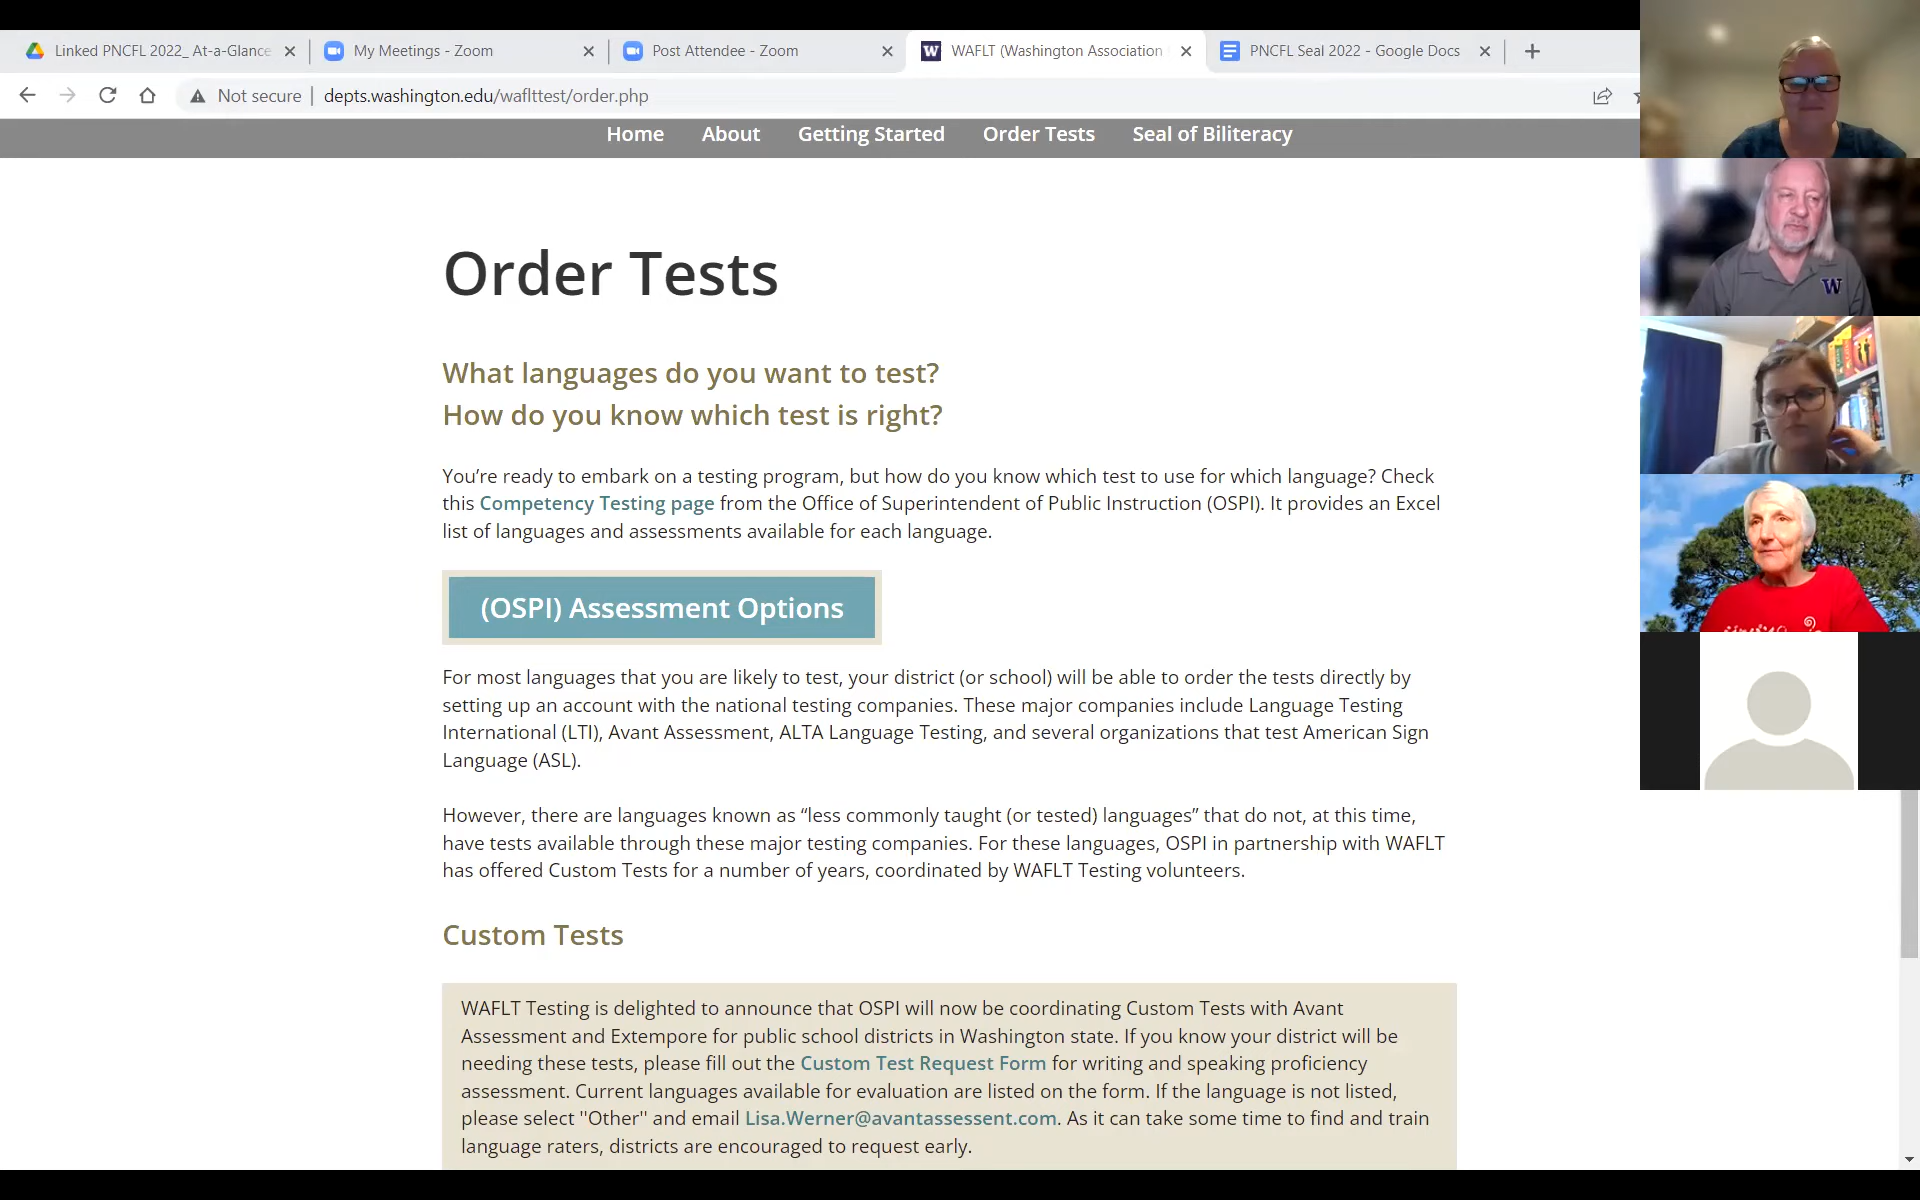 Linked PNCFL 2022_ At-a-Glance
My Meetings - Zoom
Post Attendee - Zoom
W
WAFLT (Washington Association
PNCFL Seal 2022 - Google Docs
Not secure
depts.washington.edu/waflttest/order.php
Home
About
Getting Started
Order Tests
Seal of Biliteracy
Order Tests
What languages do you want to test?
How do you know which test is right?
You’re ready to embark on a testing program, but how do you know which test to use for which language? Check
this Competency Testing page from the Office of Superintendent of Public Instruction (OSPI). It provides an Excel
list of languages and assessments available for each language.
(OSPI) Assessment Options
For most languages that you are likely to test, your district (or school) will be able to order the tests directly by
setting up an account with the national testing companies. These major companies include Language Testing
International (LTI), Avant Assessment, ALTA Language Testing, and several organizations that test American Sign
Language (ASL).
However, there are languages known as “less commonly taught (or tested) languages” that do not, at this time,
have tests available through these major testing companies. For these languages, OSPI in partnership with WAFLT
has offered Custom Tests for a number of years, coordinated by WAFLT Testing volunteers.
Custom Tests
WAFLT Testing is delighted to announce that OSPI will now be coordinating Custom Tests with Avant
Assessment and Extempore for public school districts in Washington state. If you know your district will be
needing these tests, please fill out the Custom Test Request Form for writing and speaking proficiency
assessment. Current languages available for evaluation are listed on the form. If the language is not listed,
please select "Other" and email Lisa.Werner@avantassessent.com. As it can take some time to find and train
language raters, districts are encouraged to request early.
W